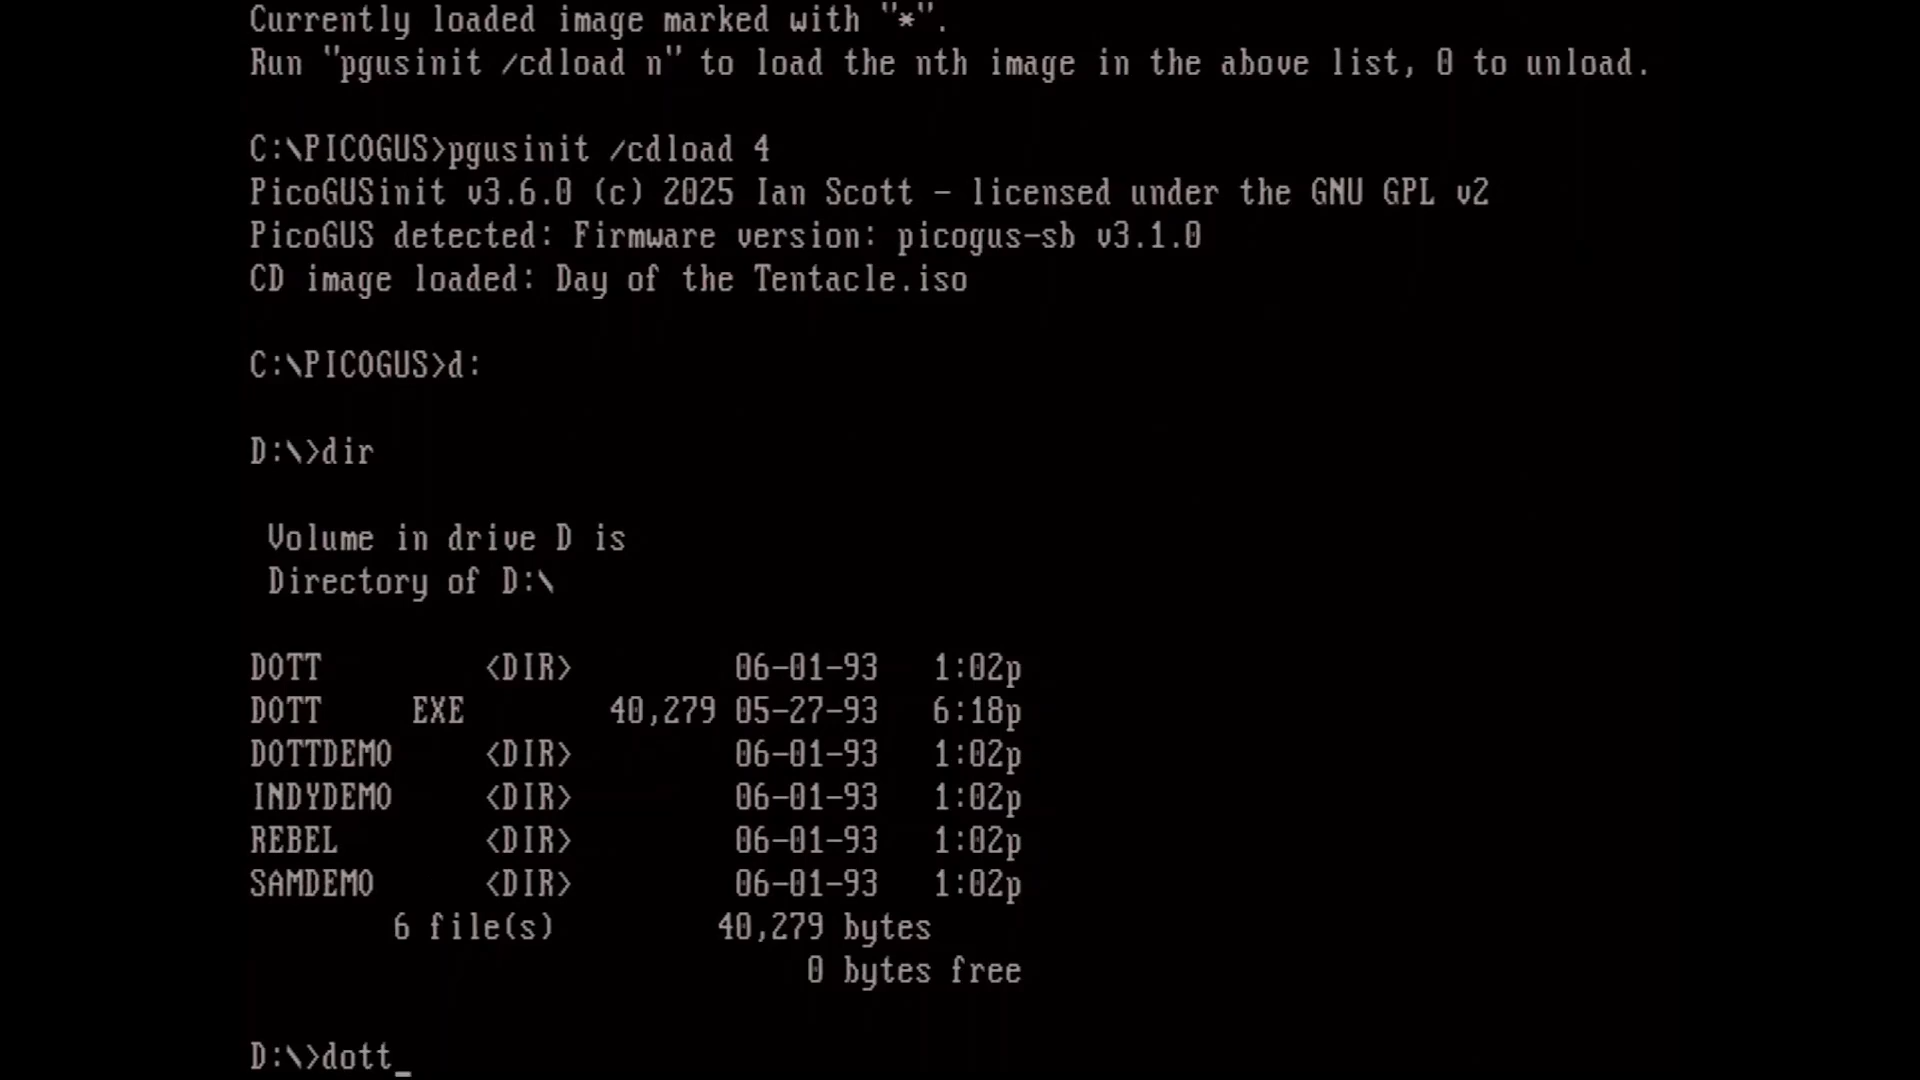 Currently loaded image marked with "*".
Run "pgusinit /cdload n" to load the nth image in the above list, 0 to unload.
C:\PICOGUS>pgusinit /cdload 4
PicoGUSinit v3.6.0 (c) 2025 Ian Scott - licensed under the GNU GPL v2
PicoGUS detected: Firmware version: picogus-sb v3.1.0
CD image loaded: Day of the Tentacle.iso
C:\PICOGUS>d:
D:\>dir
Volume in drive D is
Directory of D:\
DOTT <DIR> 06-01-93 1:02p
DOTT EXE 40,279 05-27-93 6:18p
DOTTDEMO <DIR> 06-01-93 1:02p
INDYDEMO <DIR> 06-01-93 1:02p
REBEL <DIR> 06-01-93 1:02p
SAMDEMO <DIR> 06-01-93 1:02p
6 file(s) 40,279 bytes
0 bytes free
D:\>dott_